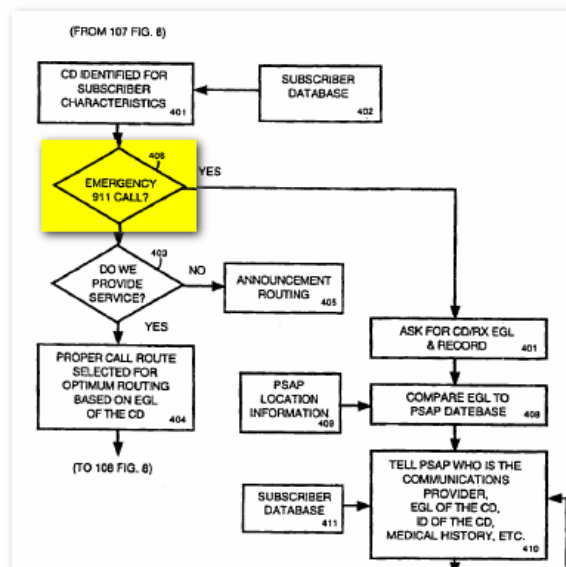 (FROM 107 FIG. 6)
CD IDENTIFIED FOR
SUBSCRIBER
CHARACTERISTICS
401
SUBSCRIBER
DATABASE
402
406
YES
EMERGENCY
911 CALL?
403
DO WE
PROVIDE
SERVICE?
NO
ANNOUNCEMENT
ROUTING
405
YES
PROPER CALL ROUTE
SELECTED FOR
OPTIMUM ROUTING
BASED ON EGL
OF THE CD
404
(TO 108 FIG. 6)
ASK FOR CD/RX EGL
& RECORD
401
PSAP
LOCATION
INFORMATION
409
COMPARE EGL TO
PSAP DATEBASE
408
SUBSCRIBER
DATABASE
411
TELL PSAP WHO IS THE
COMMUNICATIONS
PROVIDER,
EGL OF THE CD,
ID OF THE CD,
MEDICAL HISTORY, ETC.
410